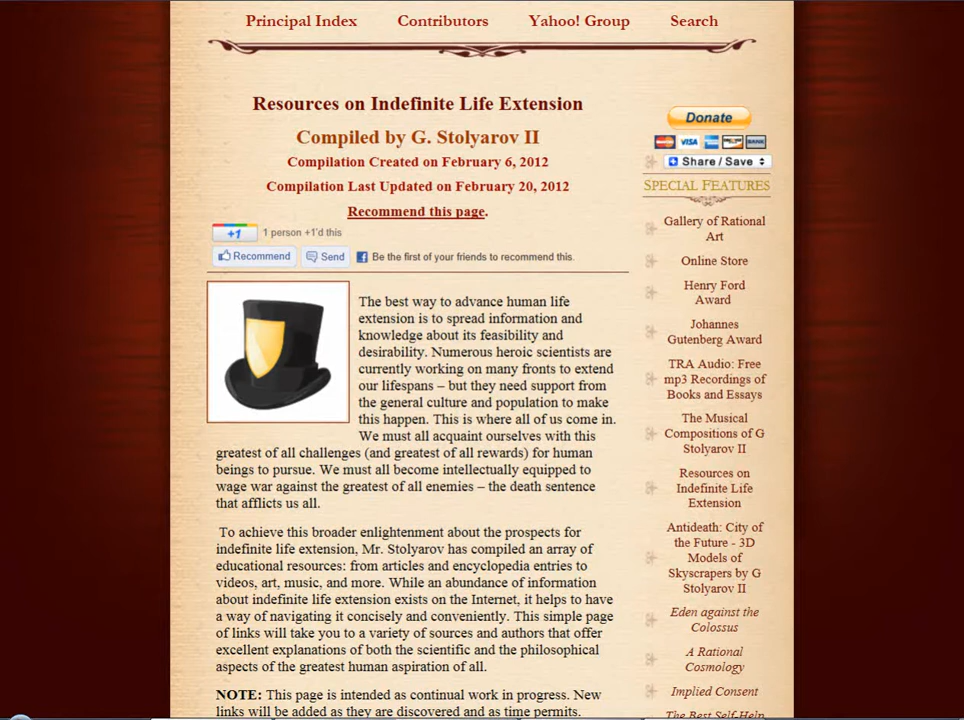 Principal Index Contributors Yahoo! Group Search
Resources on Indefinite Life Extension
Compiled by G. Stolyarov II
Compilation Created on February 6, 2012
Compilation Last Updated on February 20, 2012
Recommend this page.
+1 1 person +1'd this
Recommend Send Be the first of your friends to recommend this.
The best way to advance human life
extension is to spread information and
knowledge about its feasibility and
desirability. Numerous heroic scientists are
currently working on many fronts to extend
our lifespans – but they need support from
the general culture and population to make
this happen. This is where all of us come in.
We must all acquaint ourselves with this
greatest of all challenges (and greatest of all rewards) for human
beings to pursue. We must all become intellectually equipped to
wage war against the greatest of all enemies – the death sentence
that afflicts us all.
To achieve this broader enlightenment about the prospects for
indefinite life extension, Mr. Stolyarov has compiled an array of
educational resources: from articles and encyclopedia entries to
videos, art, music, and more. While an abundance of information
about indefinite life extension exists on the Internet, it helps to have
a way of navigating it concisely and conveniently. This simple page
of links will take you to a variety of sources and authors that offer
excellent explanations of both the scientific and the philosophical
aspects of the greatest human aspiration of all.
NOTE: This page is intended as continual work in progress. New
links will be added as they are discovered and as time permits.
Donate
VISA BANK
Share / Save
SPECIAL FEATURES
Gallery of Rational
Art
Online Store
Henry Ford
Award
Johannes
Gutenberg Award
TRA Audio: Free
mp3 Recordings of
Books and Essays
The Musical
Compositions of G
Stolyarov II
Resources on
Indefinite Life
Extension
Antideath: City of
the Future - 3D
Models of
Skyscrapers by G
Stolyarov II
Eden against the
Colossus
A Rational
Cosmology
Implied Consent
The Best Self-Help